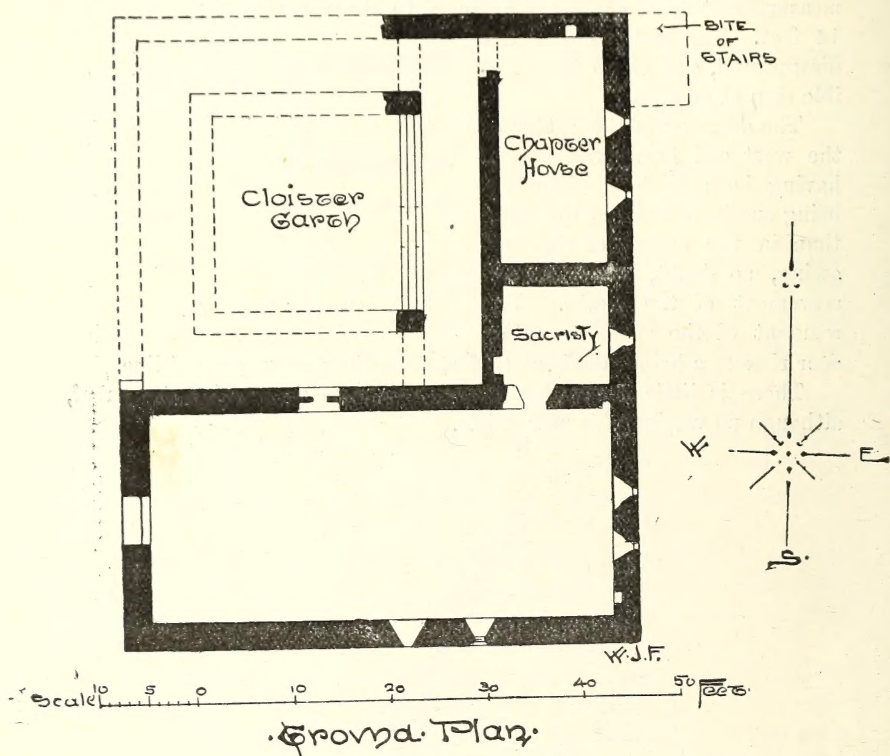 SITE
OF
STAIRS
Chapter
House
Cloister
Garth
Sacristy
W.
E.
S.
W.J.F.
Scale 10 5 0 10 20 30 40 50 Feet.
·Ground· Plan·